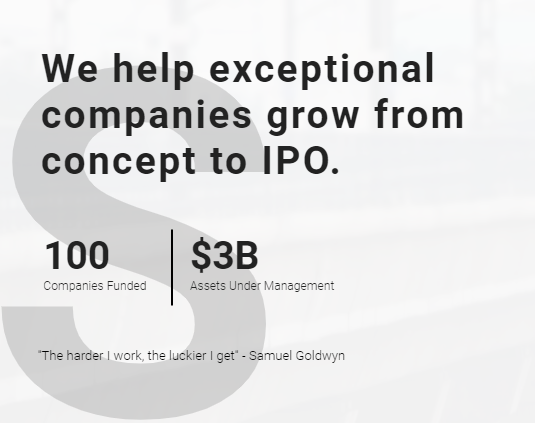 We help exceptional
companies grow from
concept to IPO.
100
Companies Funded
$3B
Assets Under Management
"The harder I work, the luckier I get" - Samuel Goldwyn
S